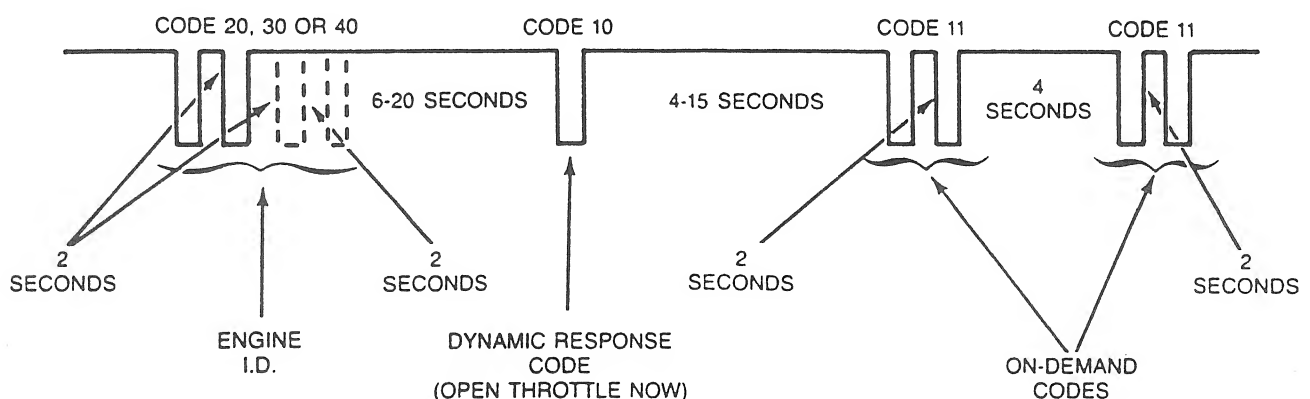 CODE 20, 30 OR 40
CODE 10
CODE 11
CODE 11
6-20 SECONDS
4-15 SECONDS
4
SECONDS
2
SECONDS
2
SECONDS
2
SECONDS
2
SECONDS
ENGINE
I.D.
DYNAMIC RESPONSE
CODE
(OPEN THROTTLE NOW)
ON-DEMAND
CODES